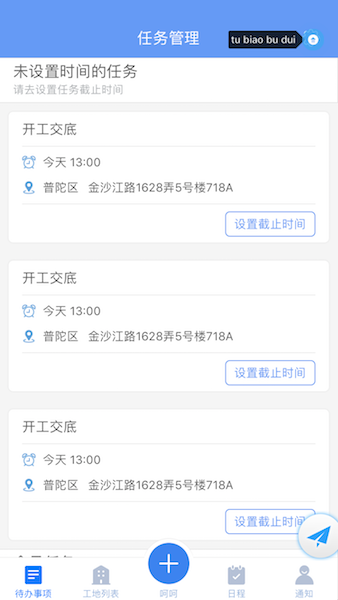 任务管理
tu biao bu dui
未设置时间的任务
请去设置任务截止时间
开工交底
今天 13:00
普陀区 金沙江路1628弄5号楼718A
设置截止时间
开工交底
今天 13:00
普陀区 金沙江路1628弄5号楼718A
设置截止时间
开工交底
今天 13:00
普陀区 金沙江路1628弄5号楼718A
设置截止时间
待办事项
工地列表
呵呵
日程
通知